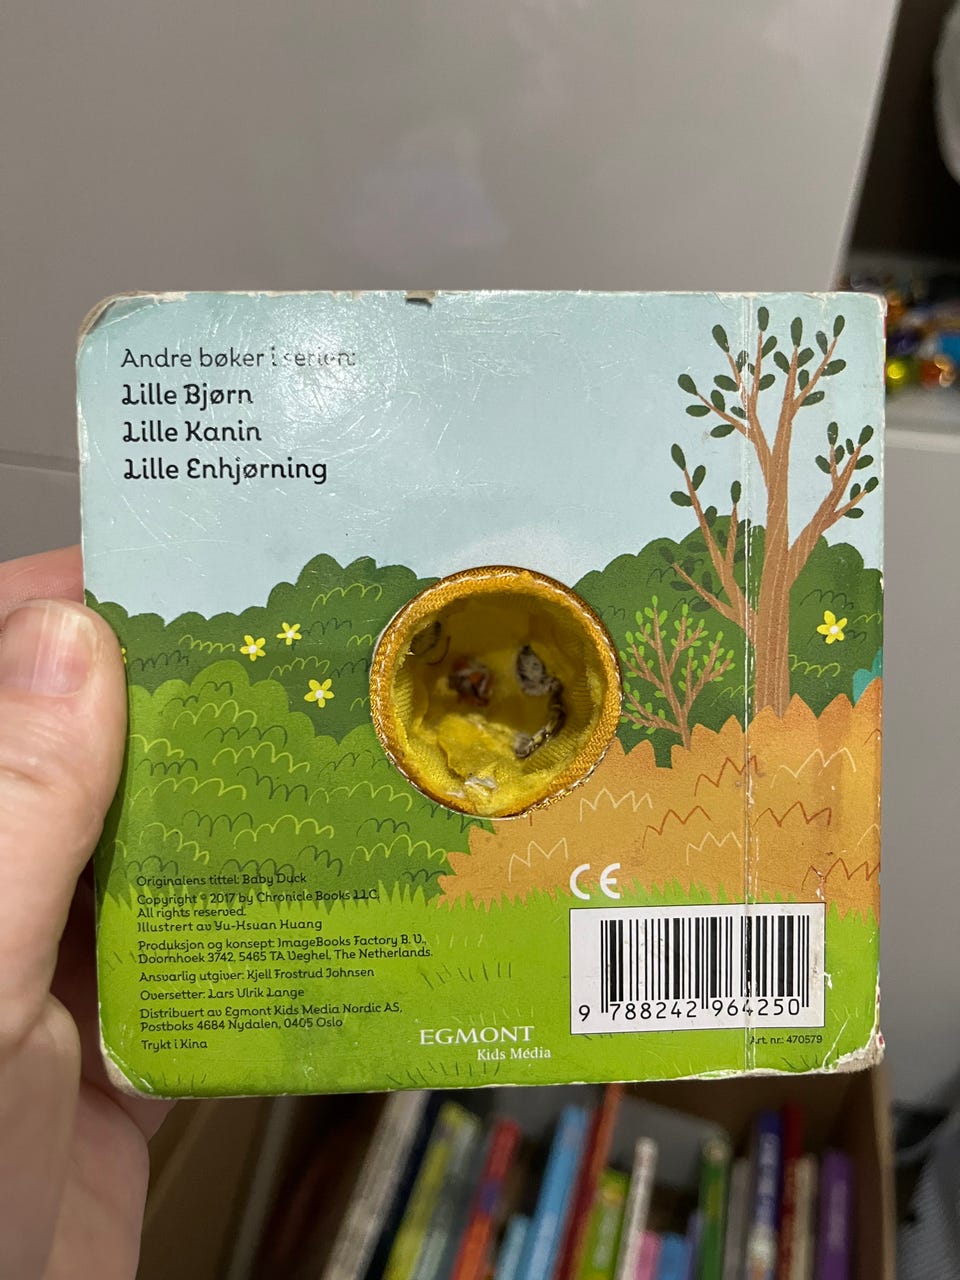 Andre bøker i serien:
Lille Bjørn
Lille Kanin
Lille Enhjørning
Originalens tittel: Baby Duck
Copyright © 2017 by Chronicle Books LLC.
All rights reserved.
Illustrert av Yu-Hsuan Huang
Produksjon og konsept: ImageBooks Factory B.V.,
Doornhoek 3742, 5465 TA Veghel, The Netherlands.
Ansvarlig utgiver: Kjell Frostrud Johnsen
Oversetter: Lars Ulrik Lange
Distribuert av Egmont Kids Media Nordic AS,
Postboks 4684 Nydalen, 0405 Oslo
Trykt i Kina
EGMONT
Kids Média
CE
9 788242 964250
Art. nr.: 470579